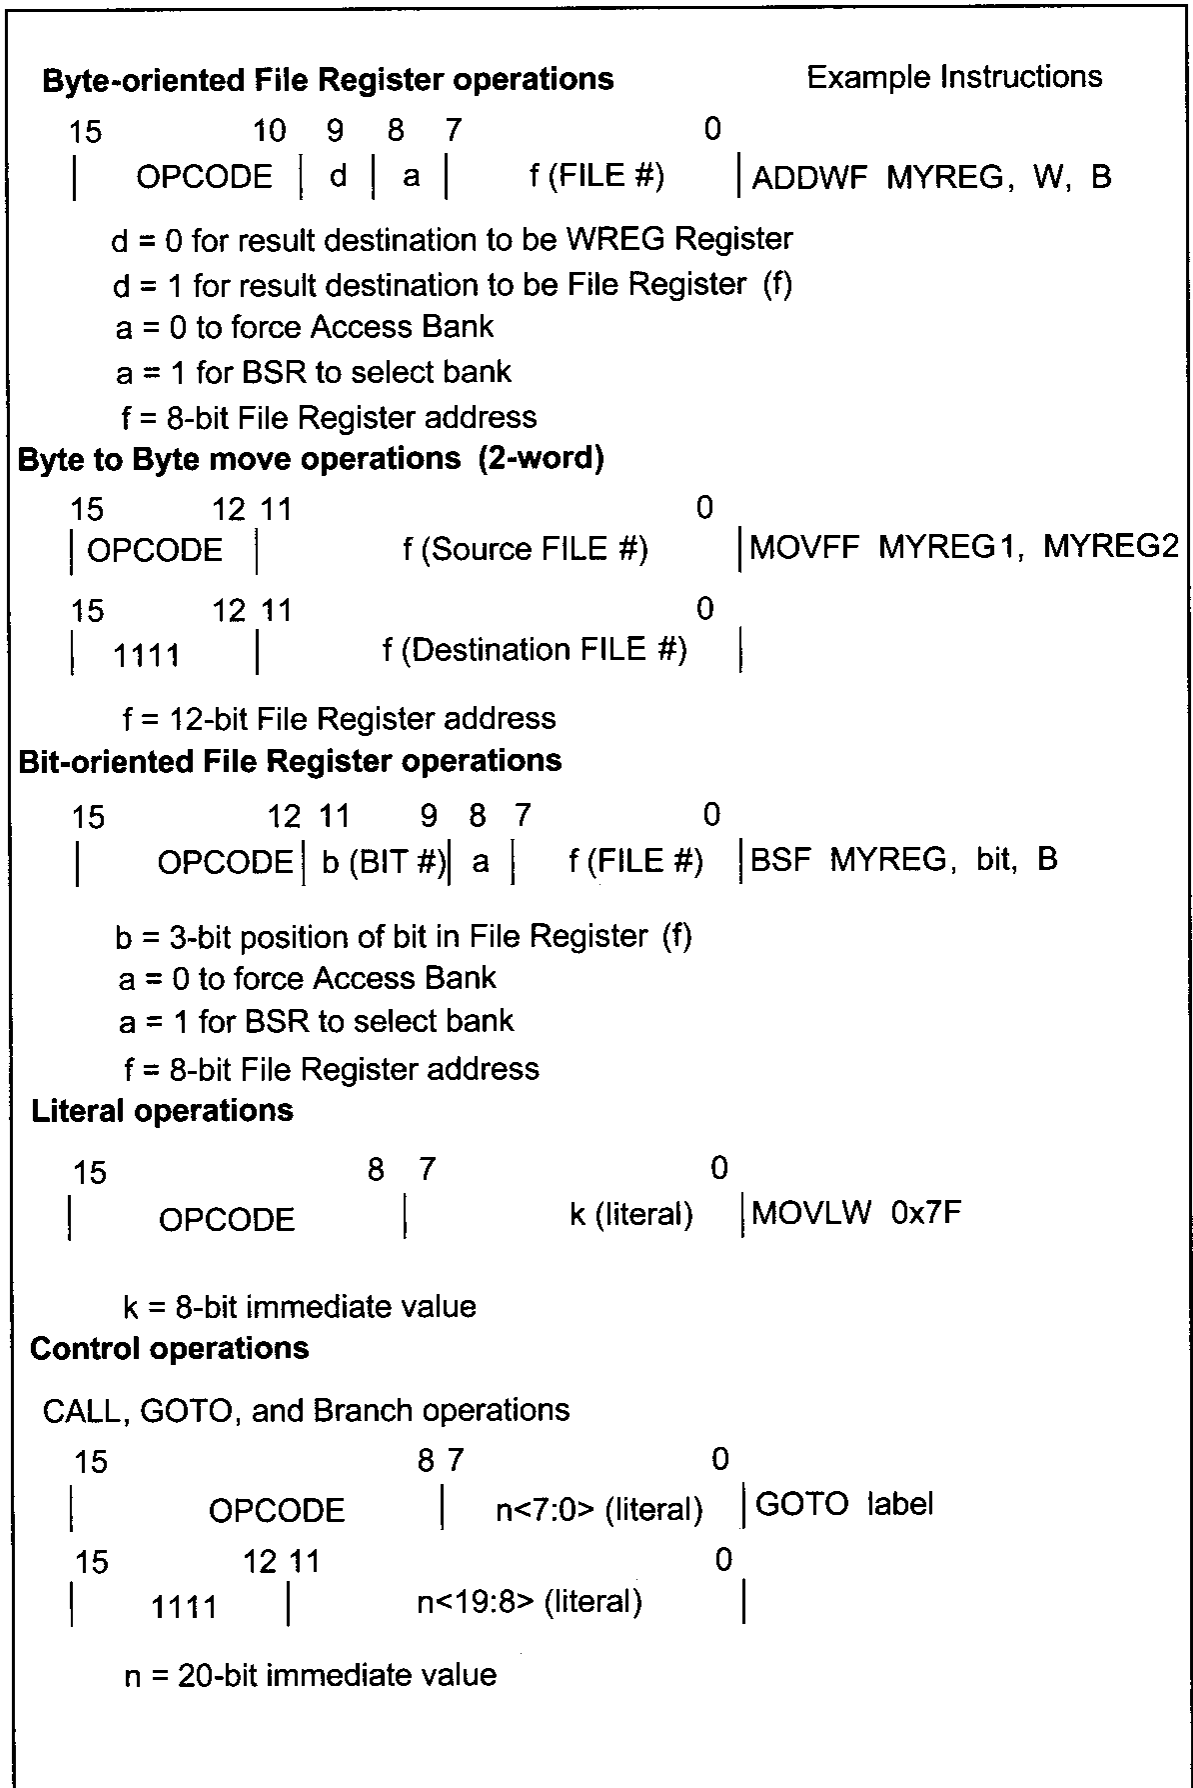 Byte-oriented File Register operations Example Instructions
15 10 9 8 7 0
OPCODE d a f (FILE #) ADDWF MYREG, W, B
d = 0 for result destination to be WREG Register
d = 1 for result destination to be File Register (f)
a = 0 to force Access Bank
a = 1 for BSR to select bank
f = 8-bit File Register address
Byte to Byte move operations (2-word)
15 12 11 0
OPCODE f (Source FILE #) MOVFF MYREG1, MYREG2
15 12 11 0
1111 f (Destination FILE #)
f = 12-bit File Register address
Bit-oriented File Register operations
15 12 11 9 8 7 0
OPCODE b (BIT #) a f (FILE #) BSF MYREG, bit, B
b = 3-bit position of bit in File Register (f)
a = 0 to force Access Bank
a = 1 for BSR to select bank
f = 8-bit File Register address
Literal operations
15 8 7 0
OPCODE k (literal) MOVLW 0x7F
k = 8-bit immediate value
Control operations
CALL, GOTO, and Branch operations
15 8 7 0
OPCODE n<7:0> (literal) GOTO label
15 12 11 0
1111 n<19:8> (literal)
n = 20-bit immediate value